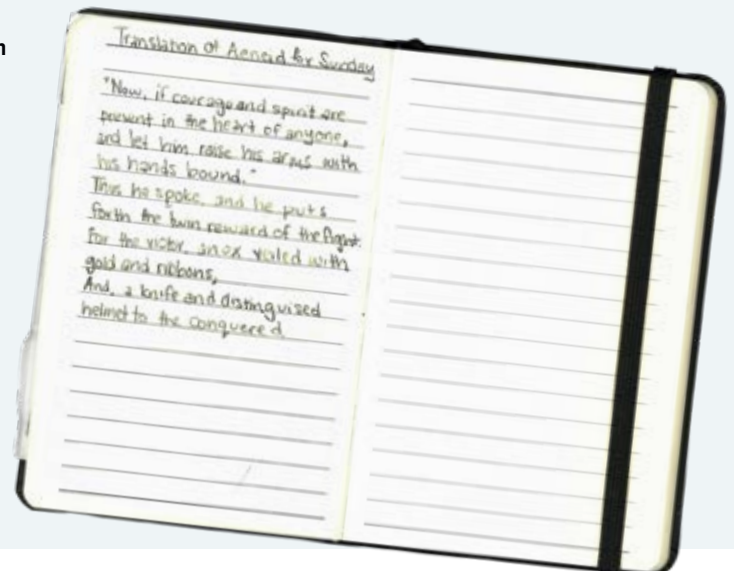 n
Translation of Aeneid for Sunday
"Now, if courage and spirit are
present in the heart of anyone,
and let him raise his arms with
his hands bound."
Thus he spoke, and he puts
forth the twin reward of the fight.
For the victor, an ox veiled with
gold and ribbons,
And, a knife and distinguised
helmet to the conquered.